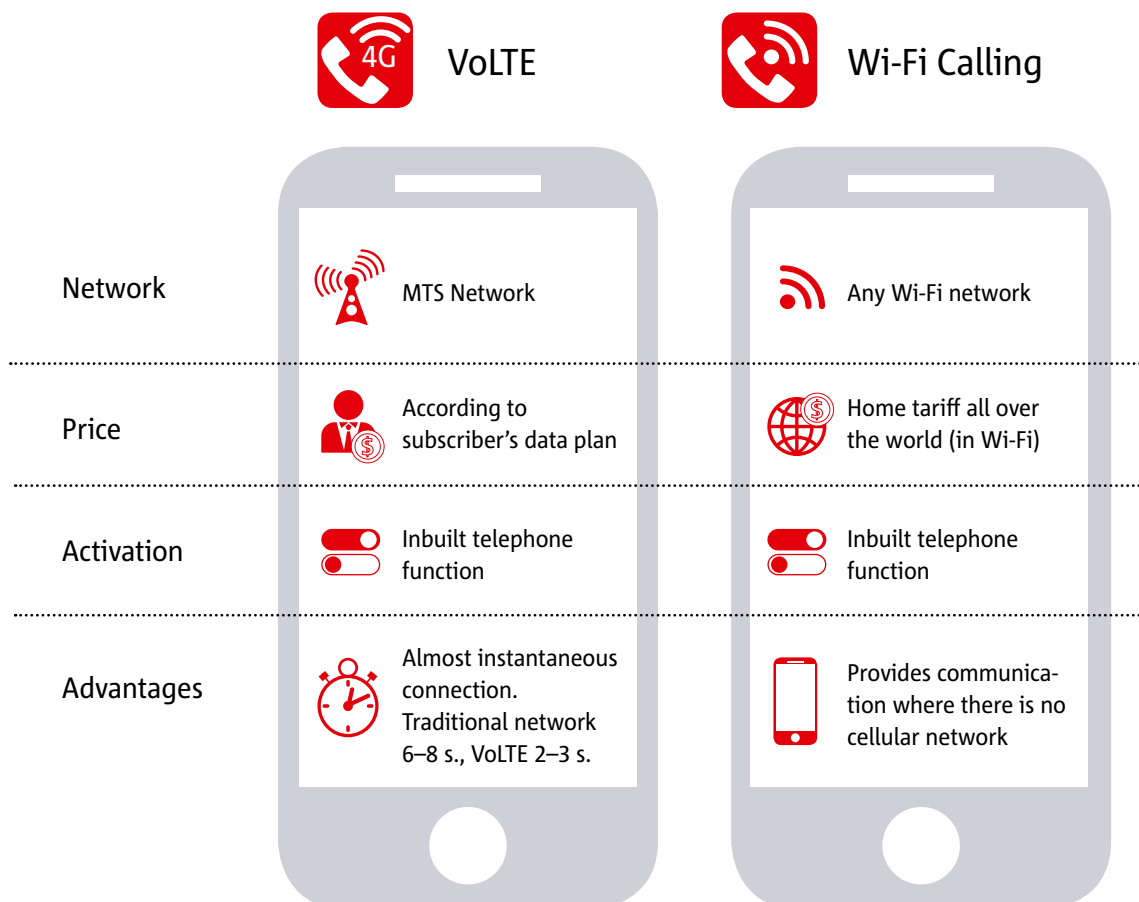 4G
VoLTE
Wi-Fi Calling
Network
MTS Network
Any Wi-Fi network
Price
$
According to
subscriber's data plan
$
Home tariff all over
the world (in Wi-Fi)
Activation
Inbuilt telephone
function
Inbuilt telephone
function
Advantages
Almost instantaneous
connection.
Traditional network
6–8 s., VoLTE 2–3 s.
Provides communica-
tion where there is no
cellular network